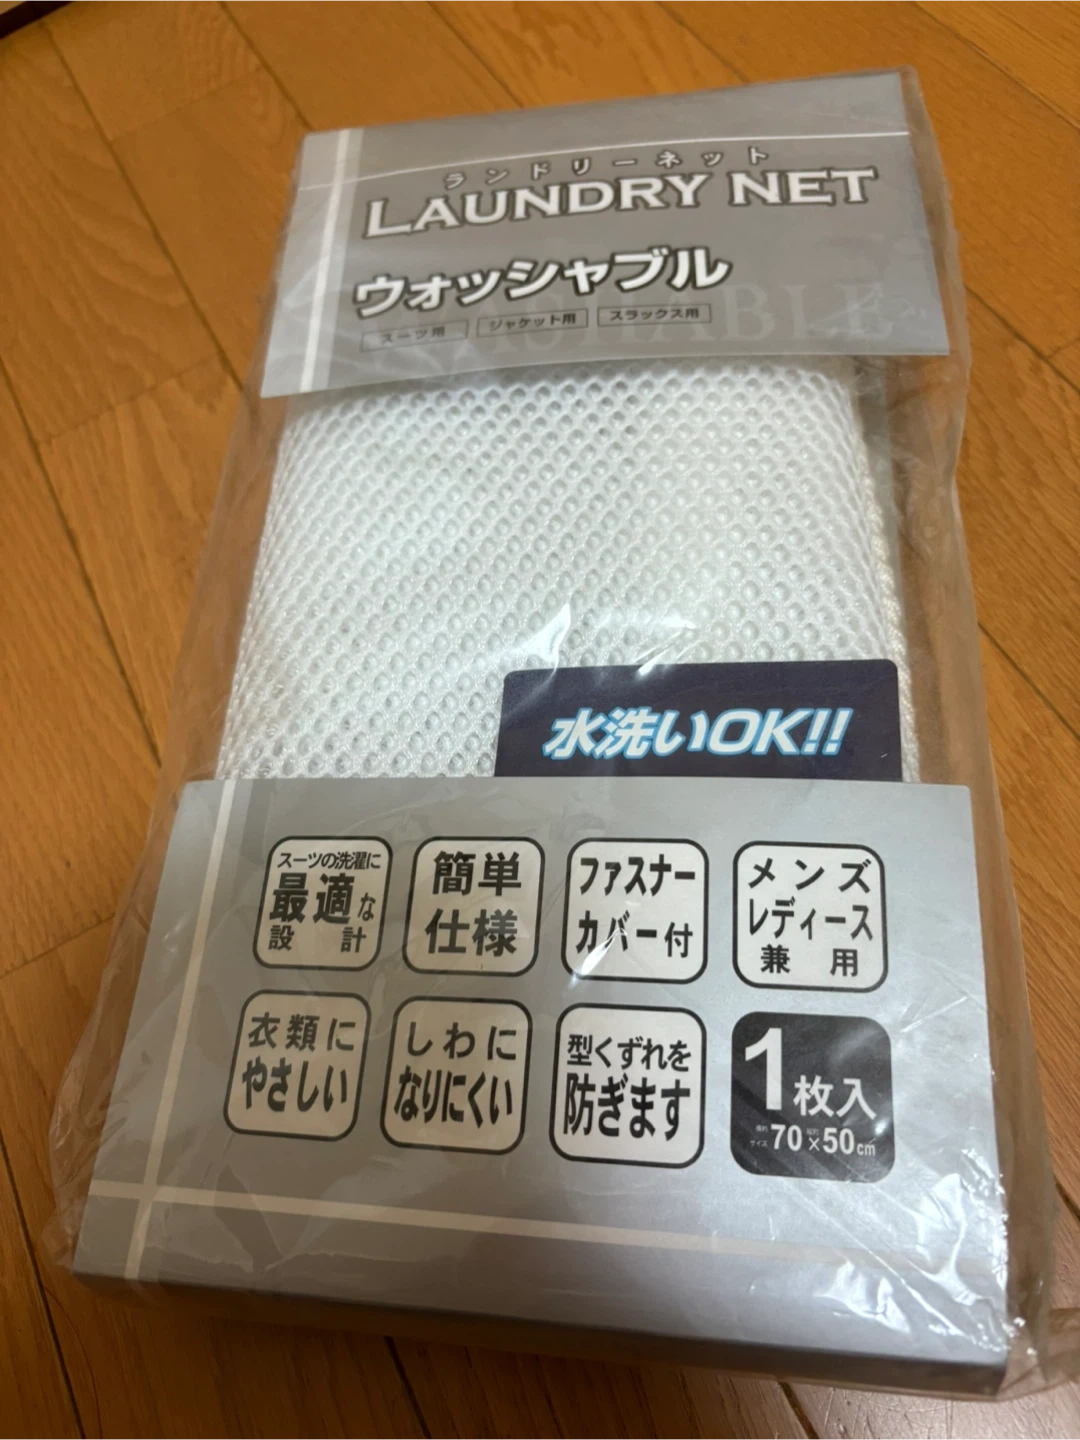 ランドリーネット
LAUNDRY NET
ウォッシャブル
WASHABLE
スーツ用 ジャケット用 スラックス用
水洗いOK!!
スーツの洗濯に
最適な
設計
簡単
仕様
ファスナー
カバー付
メンズ
レディース
兼用
衣類に
やさしい
しわに
なりにくい
型くずれを
防ぎます
1枚入
サイズ 70×50cm